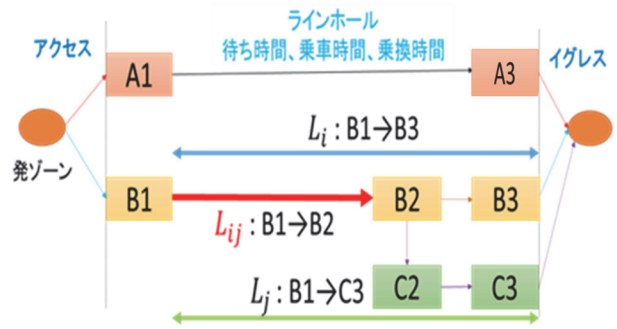 ラインホール
アクセス
待ち時間、乗車時間、乗換時間
イグレス
A1
A3
L_i : B1→B3
発ゾーン
B1
B2
B3
L_ij : B1→B2
L_j : B1→C3
C2
C3